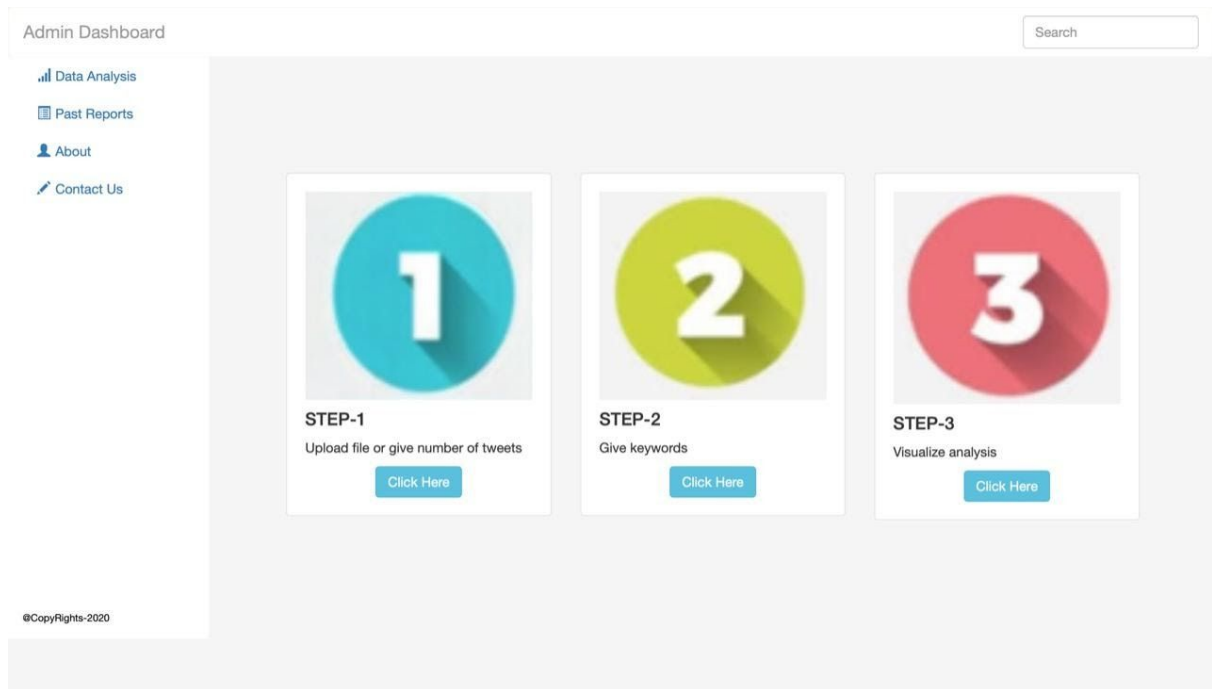 Admin Dashboard
Search
Data Analysis
Past Reports
About
Contact Us
1
STEP-1
Upload file or give number of tweets
Click Here
2
STEP-2
Give keywords
Click Here
3
STEP-3
Visualize analysis
Click Here
@CopyRights-2020